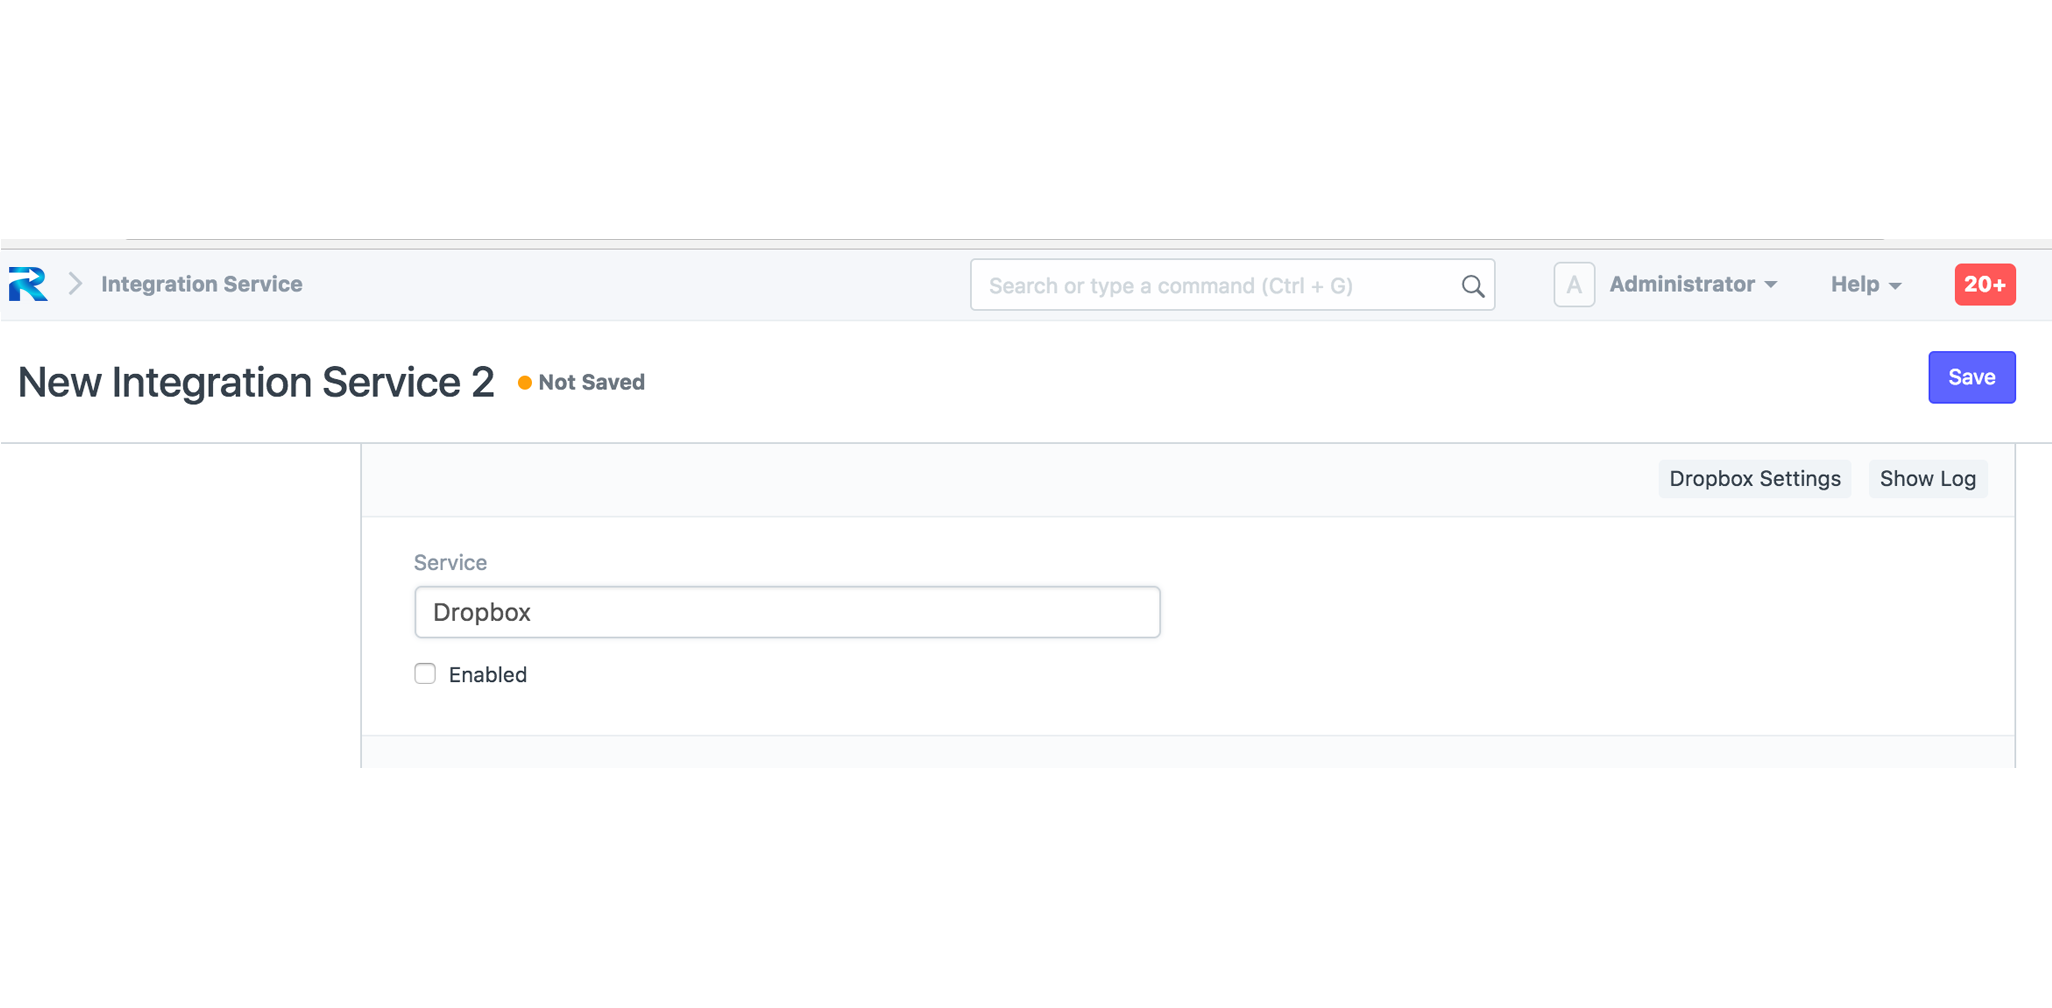 Integration Service
Search or type a command (Ctrl + G)
A Administrator
Help
20+
New Integration Service 2
Not Saved
Save
Dropbox Settings
Show Log
Service
Dropbox
Enabled